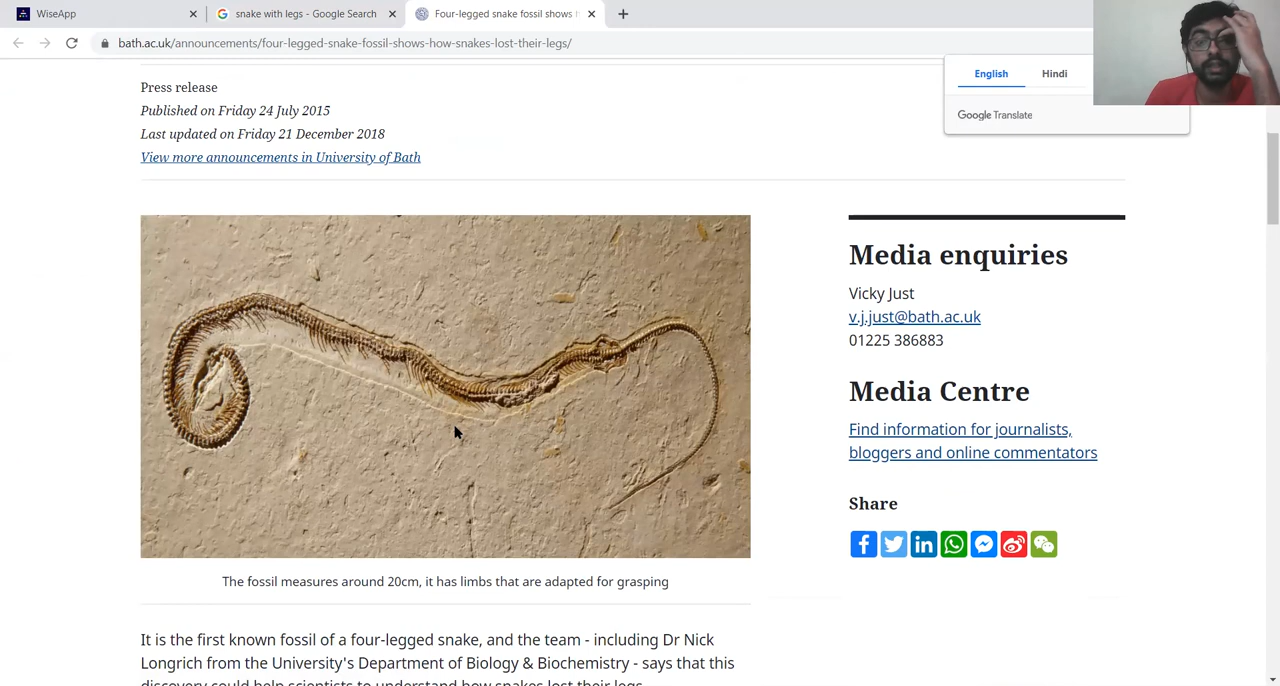 WiseApp
snake with legs - Google Search
Four-legged snake fossil shows
bath.ac.uk/announcements/four-legged-snake-fossil-shows-how-snakes-lost-their-legs/
English
Hindi
Google Translate
Press release
Published on Friday 24 July 2015
Last updated on Friday 21 December 2018
View more announcements in University of Bath
The fossil measures around 20cm, it has limbs that are adapted for grasping
It is the first known fossil of a four-legged snake, and the team - including Dr Nick
Longrich from the University's Department of Biology & Biochemistry - says that this
discovery could help scientists to understand how snakes lost their legs.
Media enquiries
Vicky Just
v.j.just@bath.ac.uk
01225 386883
Media Centre
Find information for journalists,
bloggers and online commentators
Share